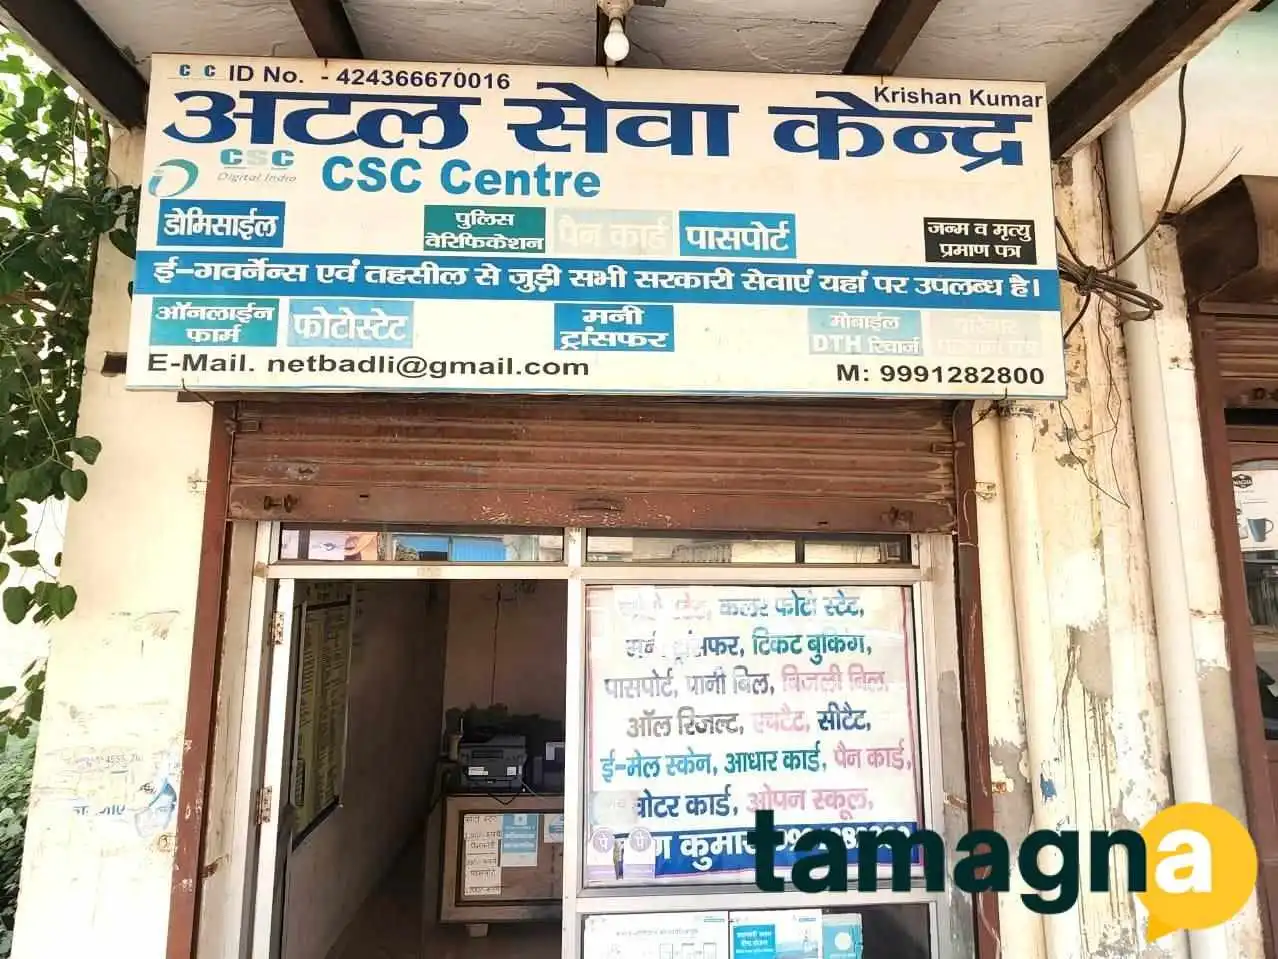 ID No. - 424366670016
Krishan Kumar
अटल सेवा केन्द्र
CSC
Digital India
CSC Centre
डोमिसाईल
पुलिस
वेरिफिकेशन
पैन कार्ड
पासपोर्ट
जन्म व मृत्यु
प्रमाण पत्र
ई-गवर्नेन्स एवं तहसील से जुड़ी सभी सरकारी सेवाएं यहां पर उपलब्ध है।
ऑनलाईन
फार्म
फोटोस्टेट
मनी
ट्रांसफर
मोबाईल
DTH रिचार्ज
E-Mail. netbadli@gmail.com
M: 9991282800
कलर फोटो स्टेट,
टिकट बुकिंग,
पासपोर्ट, पानी बिल, बिजली बिल,
ऑल रिजल्ट, एचटैट, सीटैट,
ई-मेल स्केन, आधार कार्ड, पैन कार्ड,
वोटर कार्ड, ओपन स्कूल,
tamagna